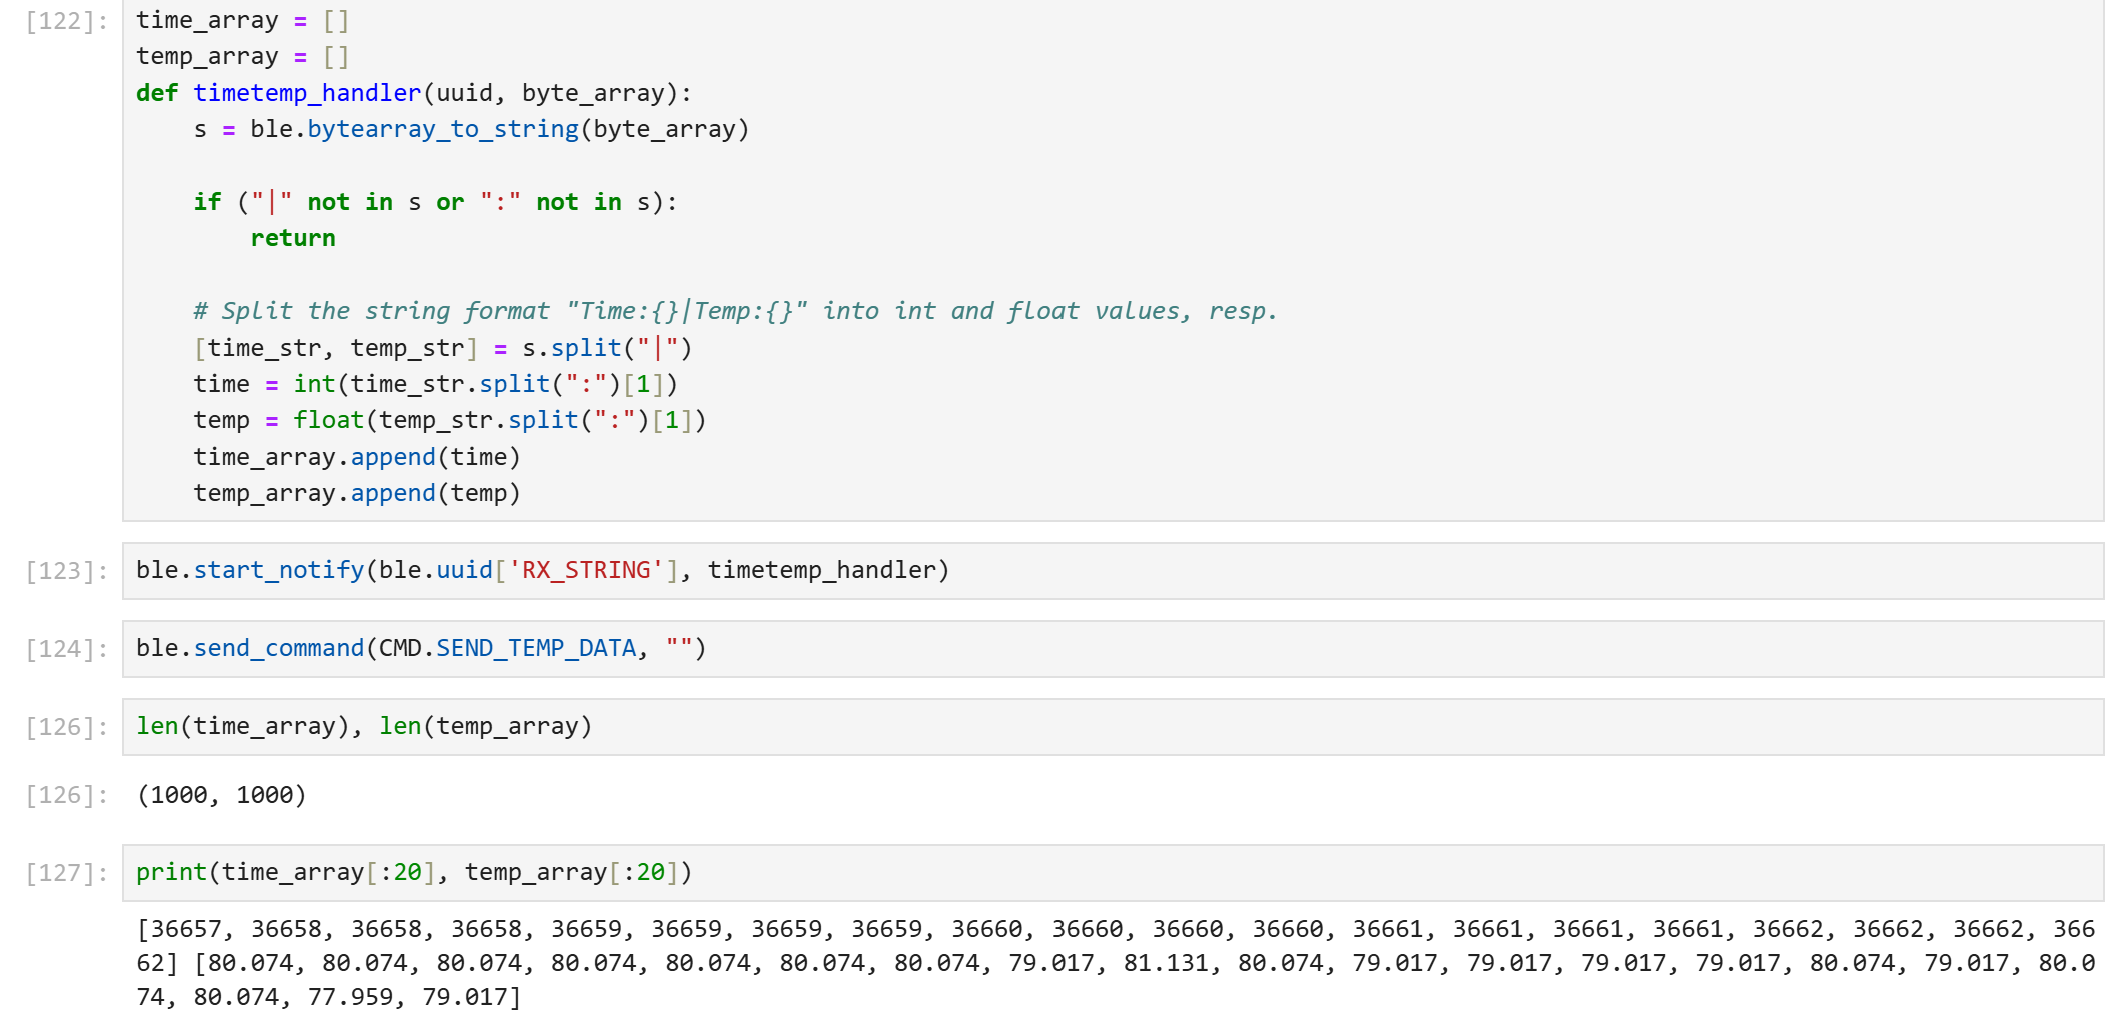 [122]: time_array = []
temp_array = []
def timetemp_handler(uuid, byte_array):
    s = ble.bytearray_to_string(byte_array)
    if ("|" not in s or ":" not in s):
        return
    # Split the string format "Time:{}|Temp:{}" into int and float values, resp.
    [time_str, temp_str] = s.split("|")
    time = int(time_str.split(":")[1])
    temp = float(temp_str.split(":")[1])
    time_array.append(time)
    temp_array.append(temp)
[123]: ble.start_notify(ble.uuid['RX_STRING'], timetemp_handler)
[124]: ble.send_command(CMD.SEND_TEMP_DATA, "")
[126]: len(time_array), len(temp_array)
[126]: (1000, 1000)
[127]: print(time_array[:20], temp_array[:20])
[36657, 36658, 36658, 36658, 36659, 36659, 36659, 36659, 36660, 36660, 36660, 36660, 36661, 36661, 36661, 36661, 36662, 36662, 36662, 366
62] [80.074, 80.074, 80.074, 80.074, 80.074, 80.074, 80.074, 79.017, 81.131, 80.074, 79.017, 79.017, 79.017, 79.017, 80.074, 79.017, 80.0
74, 80.074, 77.959, 79.017]